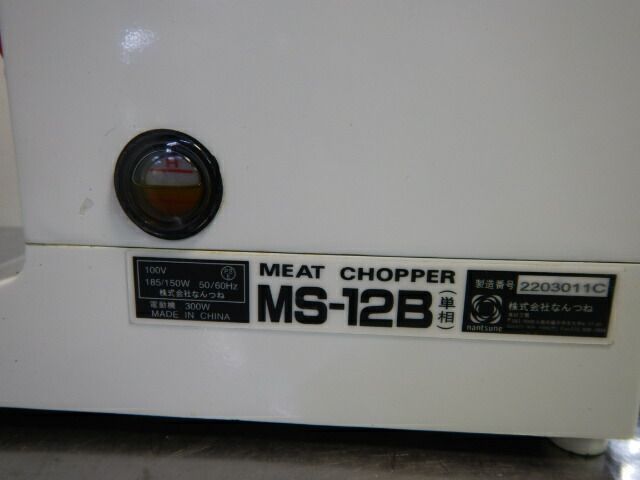 H
100V
185/150W 50/60Hz
株式会社なんつね
電動機 300W
MADE IN CHINA
MEAT CHOPPER
MS-12B
(単相)
製造番号 2203011C
株式会社なんつね
nantsune